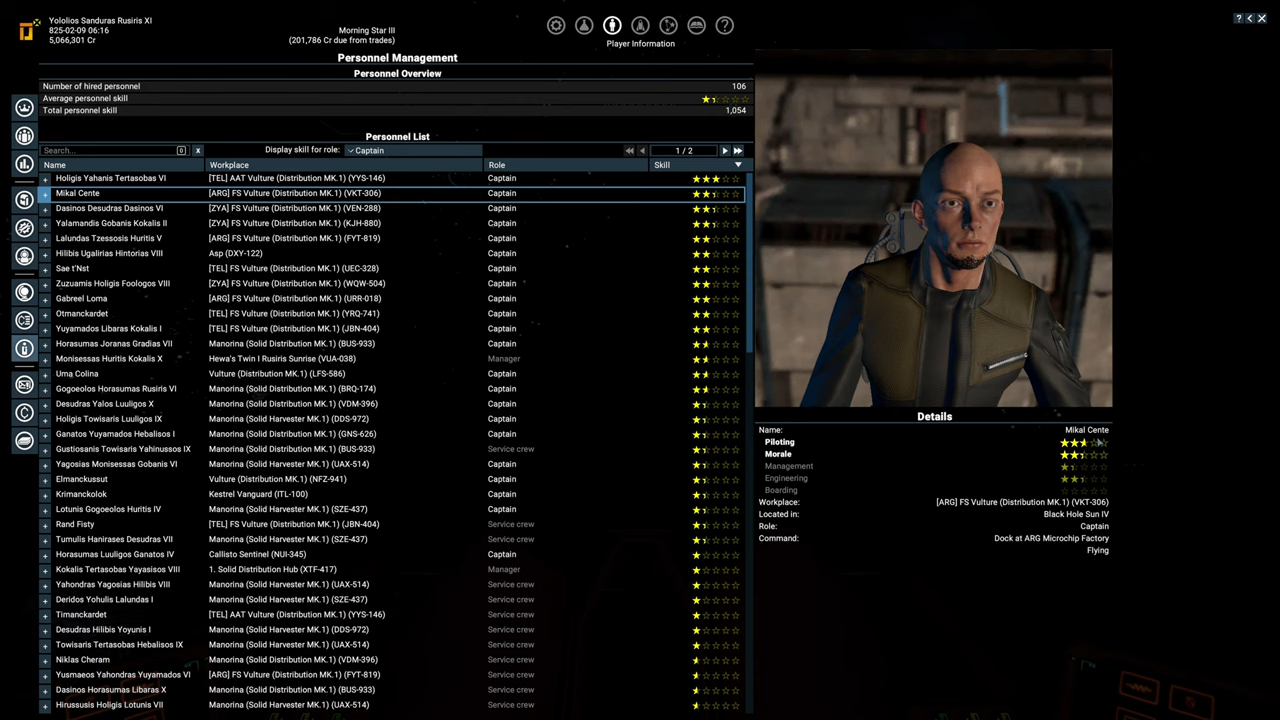 Yololios Sanduras Rusiris XI
825-02-09 06:16
5,066,301 Cr
Morning Star III
(201,786 Cr due from trades)
Player Information
Personnel Management
Personnel Overview
Number of hired personnel 106
Average personnel skill
Total personnel skill 1,054
Personnel List
Search... 0 x Display skill for role: Captain 1 / 2
Name Workplace Role Skill
Holigis Yahanis Tertasobas VI [TEL] AAT Vulture (Distribution MK.1) (YYS-146) Captain
Mikal Cente [ARG] FS Vulture (Distribution MK.1) (VKT-306) Captain
Dasinos Desudras Dasinos VI [ZYA] FS Vulture (Distribution MK.1) (VEN-288) Captain
Yalamandis Gobanis Kokalis II [ZYA] FS Vulture (Distribution MK.1) (KJH-880) Captain
Lalundas Tzessosis Huritis V [ARG] FS Vulture (Distribution MK.1) (FYT-819) Captain
Hilibis Ugalirias Hintorias VIII Asp (DXY-122) Captain
Sae t'Nst [TEL] FS Vulture (Distribution MK.1) (UEC-328) Captain
Zuzuamis Holigis Foologos VIII [ZYA] FS Vulture (Distribution MK.1) (WQW-504) Captain
Gabreel Loma [ARG] FS Vulture (Distribution MK.1) (URR-018) Captain
Otmanckardet [TEL] FS Vulture (Distribution MK.1) (YRQ-741) Captain
Yuyamados Libaras Kokalis I [TEL] FS Vulture (Distribution MK.1) (JBN-404) Captain
Horasumas Joranas Gradias VII Manorina (Solid Distribution MK.1) (BUS-933) Captain
Monisessas Huritis Kokalis X Hewa's Twin I Rusiris Sunrise (VUA-038) Manager
Uma Colina Vulture (Distribution MK.1) (LFS-586) Captain
Gogoeolos Horasumas Rusiris VI Manorina (Solid Distribution MK.1) (BRQ-174) Captain
Desudras Yalos Luuligos X Manorina (Solid Distribution MK.1) (VDM-396) Captain
Holigis Towisaris Luuligos IX Manorina (Solid Harvester MK.1) (DDS-972) Captain
Ganatos Yuyamados Hebalisos I Manorina (Solid Distribution MK.1) (GNS-626) Captain
Gustiosanis Towisaris Yahinussos IX Manorina (Solid Distribution MK.1) (BUS-933) Service crew
Yagosias Monisessas Gobanis VI Manorina (Solid Harvester MK.1) (UAX-514) Captain
Elmanckussut Vulture (Distribution MK.1) (NFZ-941) Captain
Krimanckolok Kestrel Vanguard (ITL-100) Captain
Lotunis Gogoeolos Huritis IV Manorina (Solid Harvester MK.1) (SZE-437) Captain
Rand Fisty [TEL] FS Vulture (Distribution MK.1) (JBN-404) Service crew
Tumulis Hanirases Desudras VII Manorina (Solid Harvester MK.1) (SZE-437) Service crew
Horasumas Luuligos Ganatos IV Callisto Sentinel (NUI-345) Captain
Kokalis Tertasobas Yayasisos VIII 1. Solid Distribution Hub (XTF-417) Manager
Yahondras Yagosias Hilibis VIII Manorina (Solid Harvester MK.1) (UAX-514) Service crew
Deridos Yohulis Lalundas I Manorina (Solid Harvester MK.1) (SZE-437) Service crew
Timanckardet [TEL] AAT Vulture (Distribution MK.1) (YYS-146) Service crew
Desudras Hilibis Yoyunis I Manorina (Solid Harvester MK.1) (DDS-972) Service crew
Towisaris Tertasobas Hebalisos IX Manorina (Solid Harvester MK.1) (UAX-514) Service crew
Niklas Cheram Manorina (Solid Distribution MK.1) (VDM-396) Service crew
Yusmaeos Yahondras Yuyamados VI [ARG] FS Vulture (Distribution MK.1) (FYT-819) Service crew
Dasinos Horasumas Libaras X Manorina (Solid Distribution MK.1) (BUS-933) Service crew
Hirussusis Holigis Lotunis VII Manorina (Solid Harvester MK.1) (UAX-514) Service crew
Details
Name: Mikal Cente
Piloting
Morale
Management
Engineering
Boarding
Workplace: [ARG] FS Vulture (Distribution MK.1) (VKT-306)
Located in: Black Hole Sun IV
Role: Captain
Command: Dock at ARG Microchip Factory
Flying